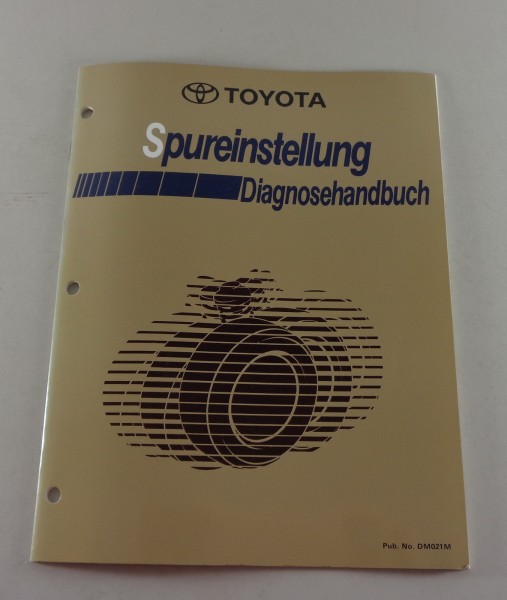 TOYOTA
Spureinstellung
Diagnosehandbuch
Pub. No. DM021M